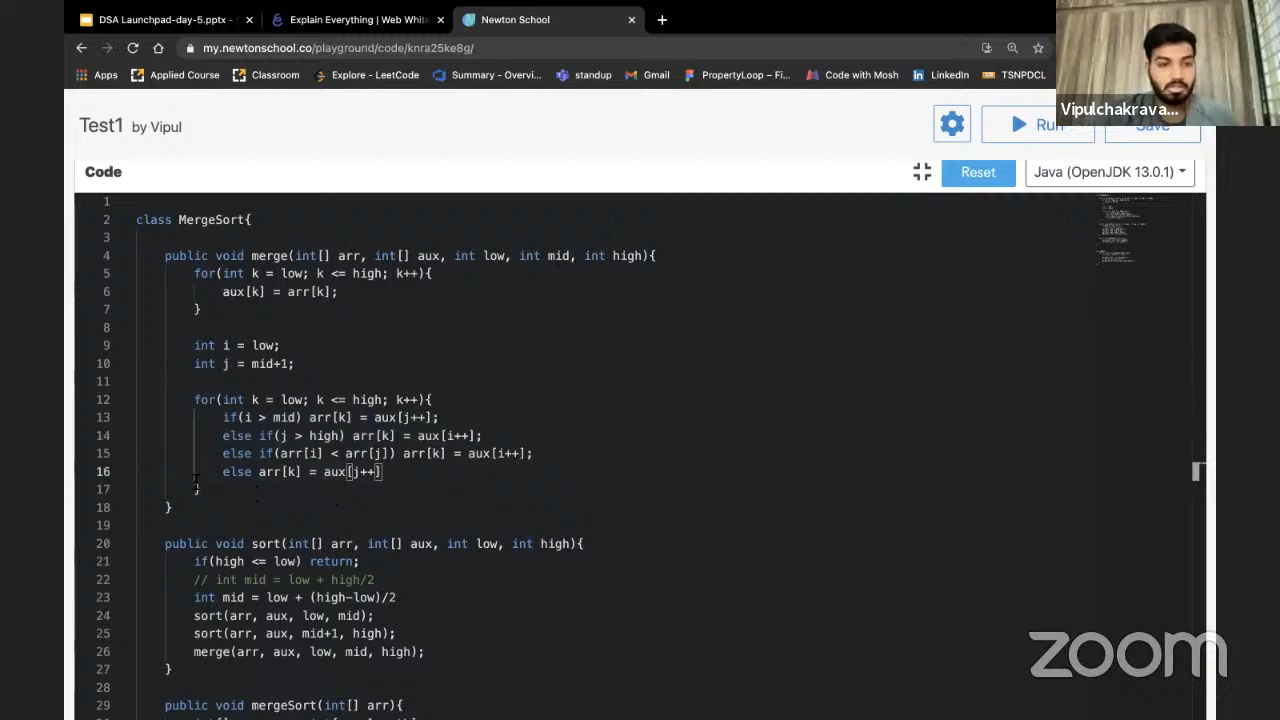 DSA Launchpad-day-5.pptx -
Explain Everything | Web White
Newton School
my.newtonschool.co/playground/code/knra25ke8g/
Apps
Applied Course
Classroom
Explore - LeetCode
Summary - Overvi...
standup
Gmail
PropertyLoop – Fi...
Code with Mosh
LinkedIn
TSNPDCL
Vipulchakrava...
Test1 by Vipul
Run
Save
Code
Reset
Java (OpenJDK 13.0.1)
1
2 class MergeSort{
3
4 public void merge(int[] arr, int[] aux, int low, int mid, int high){
5 for(int k = low; k <= high; k++){
6 aux[k] = arr[k];
7 }
8
9 int i = low;
10 int j = mid+1;
11
12 for(int k = low; k <= high; k++){
13 if(i > mid) arr[k] = aux[j++];
14 else if(j > high) arr[k] = aux[i++];
15 else if(arr[i] < arr[j]) arr[k] = aux[i++];
16 else arr[k] = aux[j++]
17 }
18 }
19
20 public void sort(int[] arr, int[] aux, int low, int high){
21 if(high <= low) return;
22 // int mid = low + high/2
23 int mid = low + (high-low)/2
24 sort(arr, aux, low, mid);
25 sort(arr, aux, mid+1, high);
26 merge(arr, aux, low, mid, high);
27 }
28
29 public void mergeSort(int[] arr){
zoom